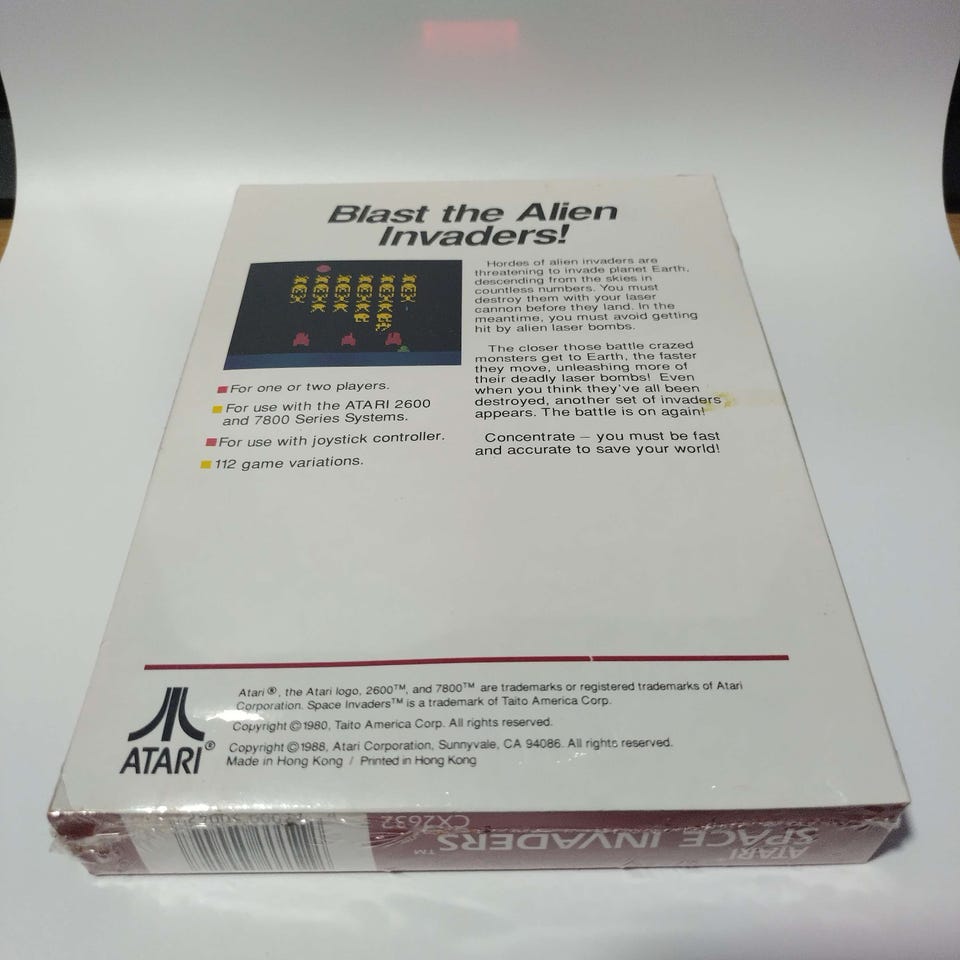 Blast the Alien
Invaders!
Hordes of alien invaders are
threatening to invade planet Earth,
descending from the skies in
countless numbers. You must
destroy them with your laser
cannon before they land. In the
meantime, you must avoid getting
hit by alien laser bombs.
The closer those battle crazed
monsters get to Earth, the faster
they move, unleashing more of
their deadly laser bombs! Even
when you think they've all been
destroyed, another set of invaders
appears. The battle is on again!
Concentrate – you must be fast
and accurate to save your world!
For one or two players.
For use with the ATARI 2600
and 7800 Series Systems.
For use with joystick controller.
112 game variations.
Atari®, the Atari logo, 2600™, and 7800™ are trademarks or registered trademarks of Atari
Corporation. Space Invaders™ is a trademark of Taito America Corp.
Copyright ©1980, Taito America Corp. All rights reserved.
Copyright ©1988, Atari Corporation, Sunnyvale, CA 94086. All rights reserved.
Made in Hong Kong / Printed in Hong Kong
ATARI®
ATARI
SPACE INVADERS™
CX2632